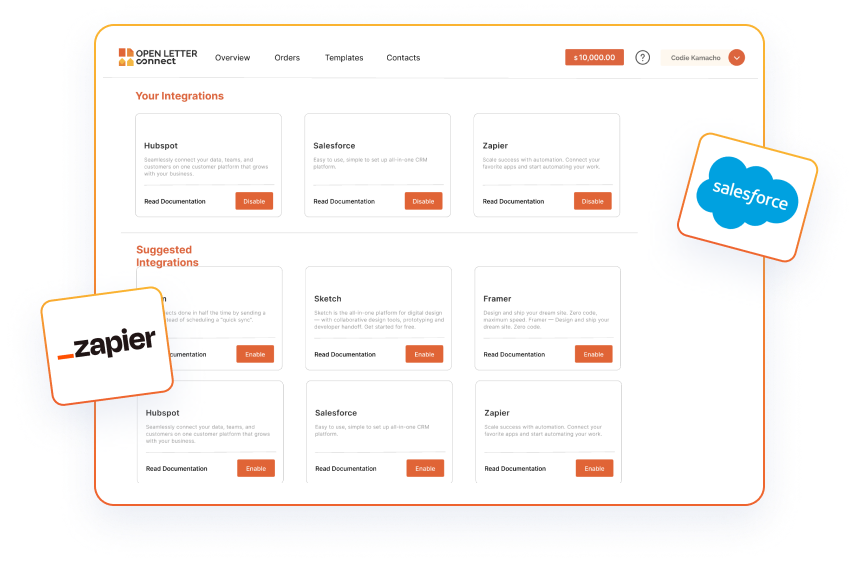 OPEN LETTER
connect
Overview
Orders
Templates
Contacts
$ 10,000.00
?
Codie Kamacho
Your Integrations
Hubspot
Seamlessly connect your data, teams, and
customers on one customer platform that grows
with your business.
Read Documentation
Disable
Salesforce
Easy to use, simple to set up all-in-one CRM
platform.
Read Documentation
Disable
Zapier
Scale success with automation. Connect your
favorite apps and start automating your work.
Read Documentation
Disable
salesforce
Suggested
Integrations
done in half the time by sending a
of scheduling a "quick sync".
Enable
Sketch
Sketch is the all-in-one platform for digital design
— with collaborative design tools, prototyping and
developer handoff. Get started for free.
Read Documentation
Enable
Framer
Design and ship your dream site. Zero code,
maximum speed. Framer — Design and ship your
dream site. Zero code.
Read Documentation
Enable
_zapier
Hubspot
Seamlessly connect your data, teams, and
customers on one customer platform that grows
with your business.
Read Documentation
Enable
Salesforce
Easy to use, simple to set up all-in-one CRM
platform.
Read Documentation
Enable
Zapier
Scale success with automation. Connect your
favorite apps and start automating your work.
Read Documentation
Enable